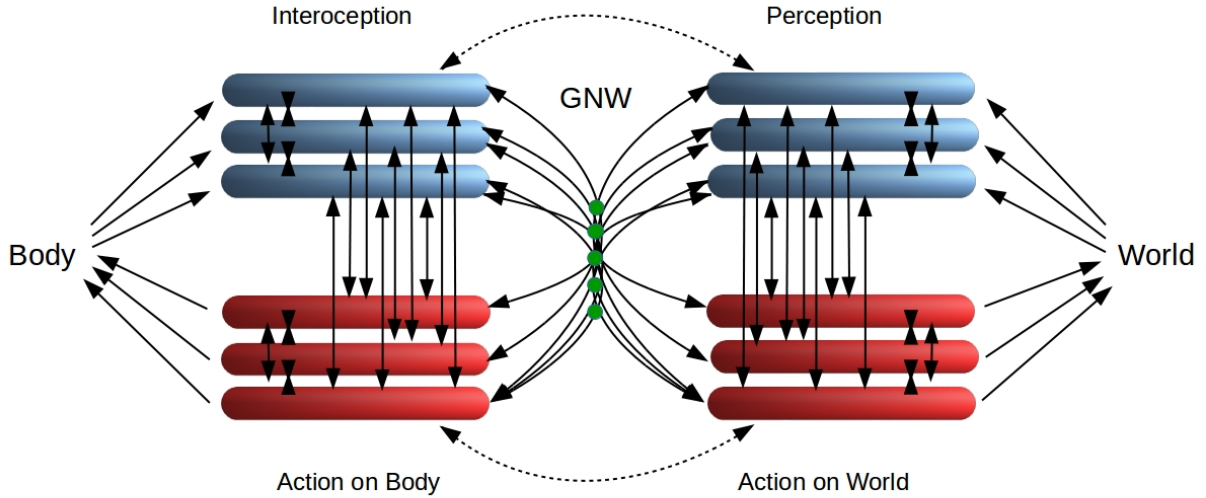 Interoception
Perception
GNW
Body
World
Action on Body
Action on World